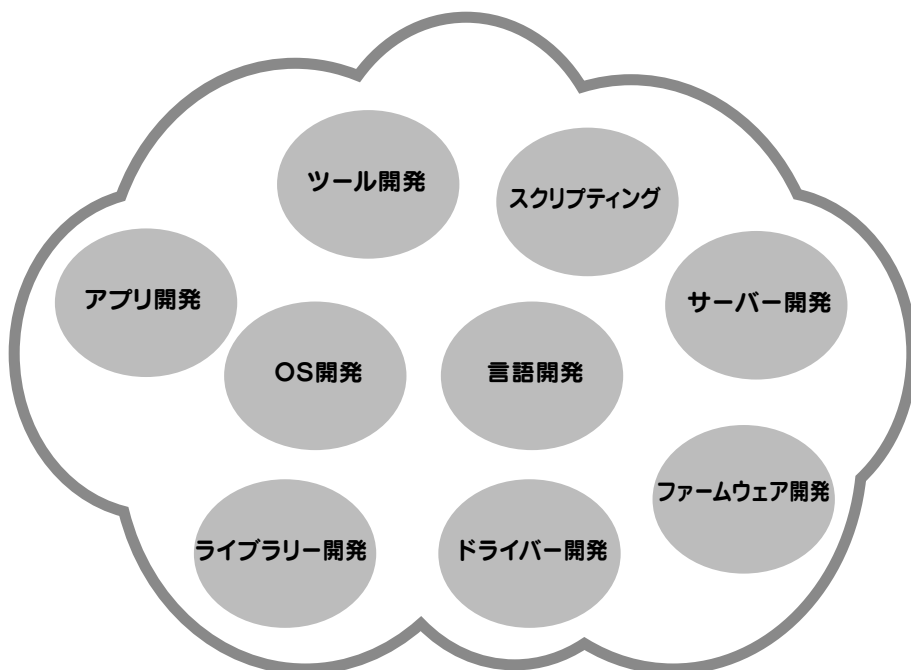 ツール開発
スクリプティング
アプリ開発
サーバー開発
OS開発
言語開発
ファームウェア開発
ライブラリー開発
ドライバー開発